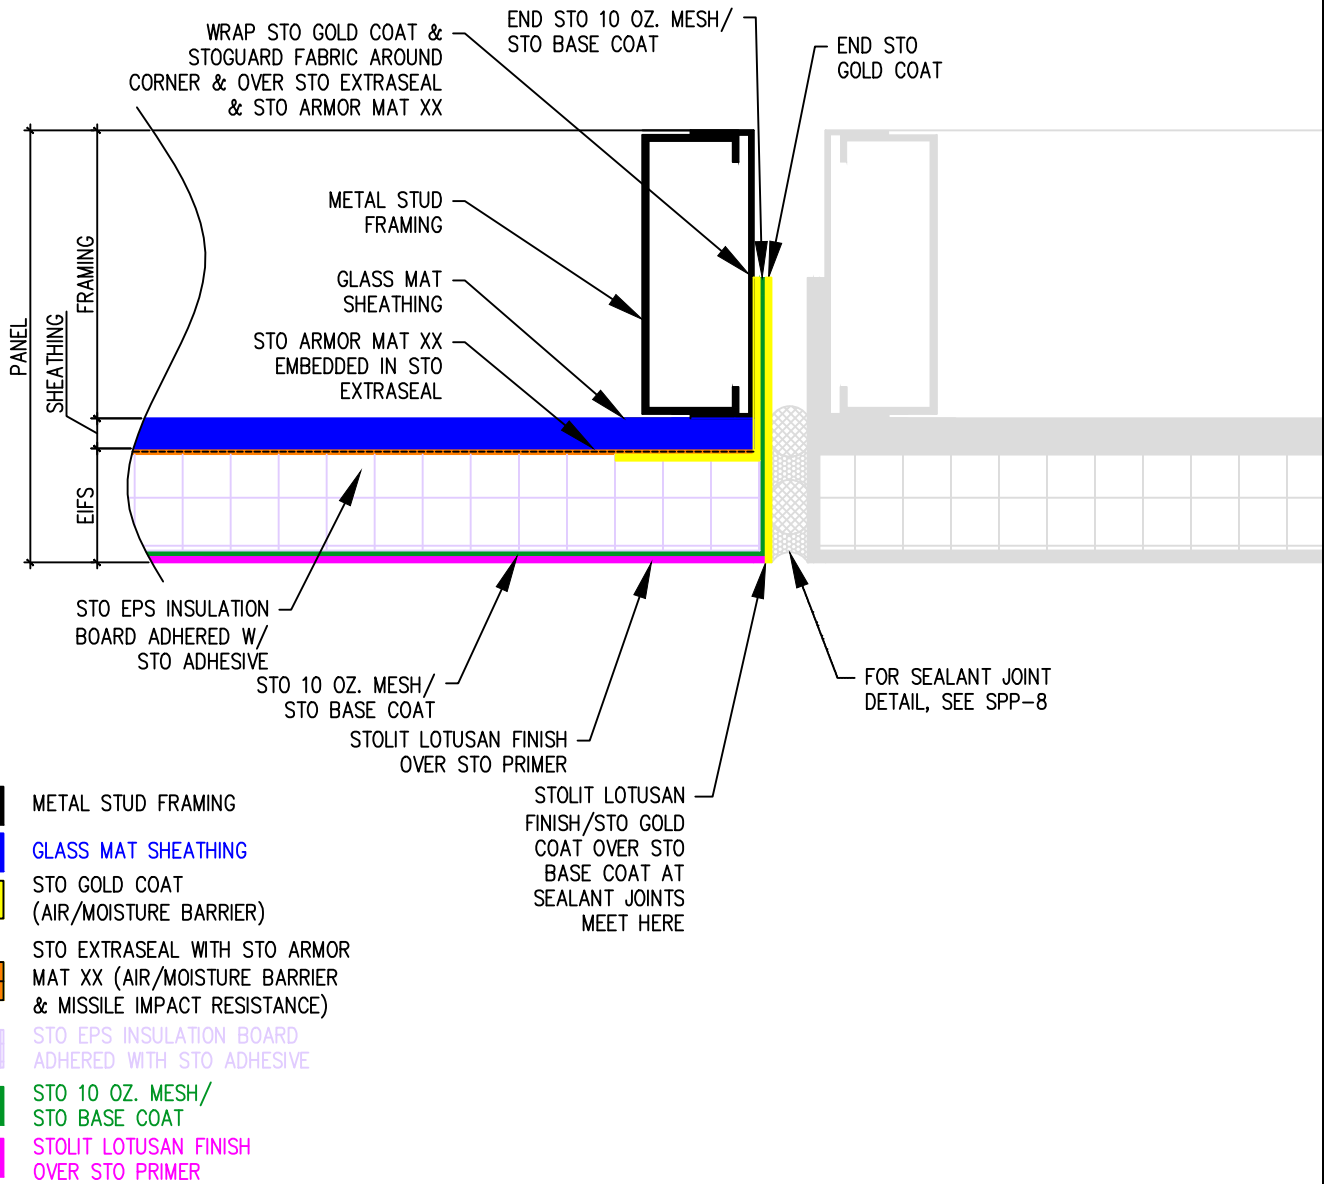 WRAP STO GOLD COAT &
STOGUARD FABRIC AROUND
CORNER & OVER STO EXTRASEAL
& STO ARMOR MAT XX
END STO 10 OZ. MESH/
STO BASE COAT
END STO
GOLD COAT
METAL STUD
FRAMING
GLASS MAT
SHEATHING
STO ARMOR MAT XX
EMBEDDED IN STO
EXTRASEAL
PANEL
SHEATHING
FRAMING
EIFS
STO EPS INSULATION
BOARD ADHERED W/
STO ADHESIVE
STO 10 OZ. MESH/
STO BASE COAT
STOLIT LOTUSAN FINISH
OVER STO PRIMER
STOLIT LOTUSAN
FINISH/STO GOLD
COAT OVER STO
BASE COAT AT
SEALANT JOINTS
MEET HERE
FOR SEALANT JOINT
DETAIL, SEE SPP-8
METAL STUD FRAMING
GLASS MAT SHEATHING
STO GOLD COAT
(AIR/MOISTURE BARRIER)
STO EXTRASEAL WITH STO ARMOR
MAT XX (AIR/MOISTURE BARRIER
& MISSILE IMPACT RESISTANCE)
STO EPS INSULATION BOARD
ADHERED WITH STO ADHESIVE
STO 10 OZ. MESH/
STO BASE COAT
STOLIT LOTUSAN FINISH
OVER STO PRIMER